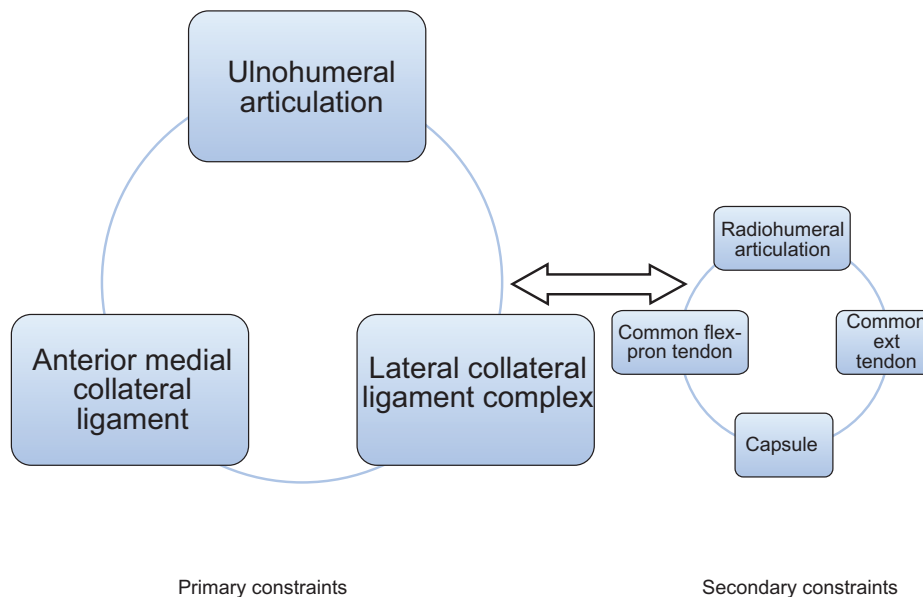 Ulnohumeral
articulation
Anterior medial
collateral
ligament
Lateral collateral
ligament complex
Radiohumeral
articulation
Common flex-
pron tendon
Common
ext
tendon
Capsule
Primary constraints
Secondary constraints